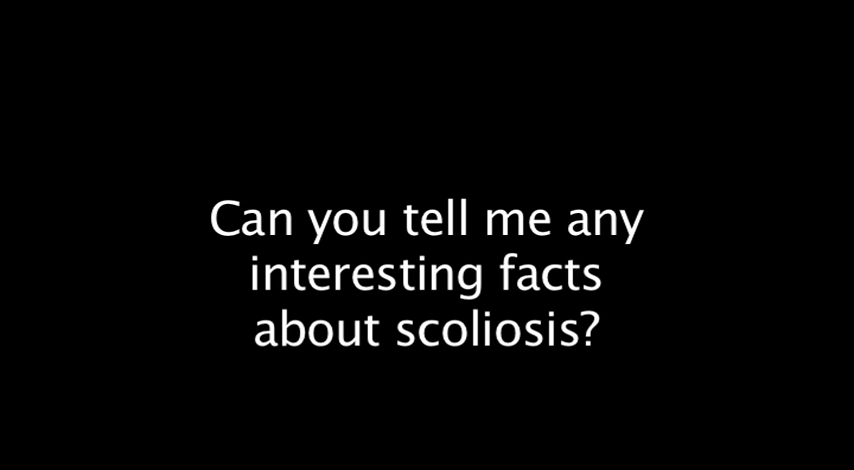 Can you tell me any
interesting facts
about scoliosis?